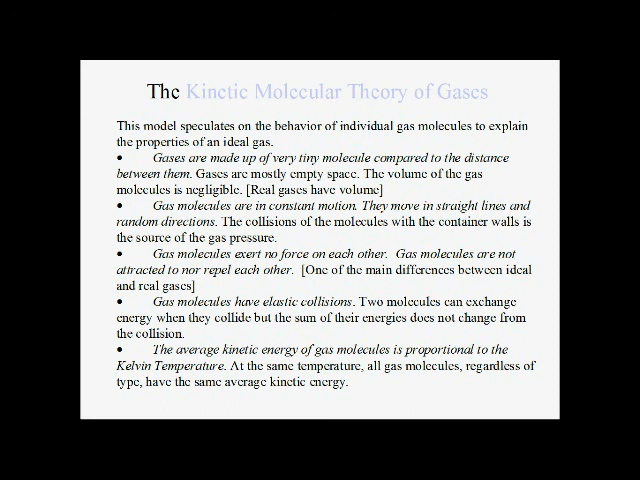 The Kinetic Molecular Theory of Gases
This model speculates on the behavior of individual gas molecules to explain
the properties of an ideal gas.
• Gases are made up of very tiny molecule compared to the distance
between them. Gases are mostly empty space. The volume of the gas
molecules is negligible. [Real gases have volume]
• Gas molecules are in constant motion. They move in straight lines and
random directions. The collisions of the molecules with the container walls is
the source of the gas pressure.
• Gas molecules exert no force on each other. Gas molecules are not
attracted to nor repel each other. [One of the main differences between ideal
and real gases]
• Gas molecules have elastic collisions. Two molecules can exchange
energy when they collide but the sum of their energies does not change from
the collision.
• The average kinetic energy of gas molecules is proportional to the
Kelvin Temperature. At the same temperature, all gas molecules, regardless of
type, have the same average kinetic energy.